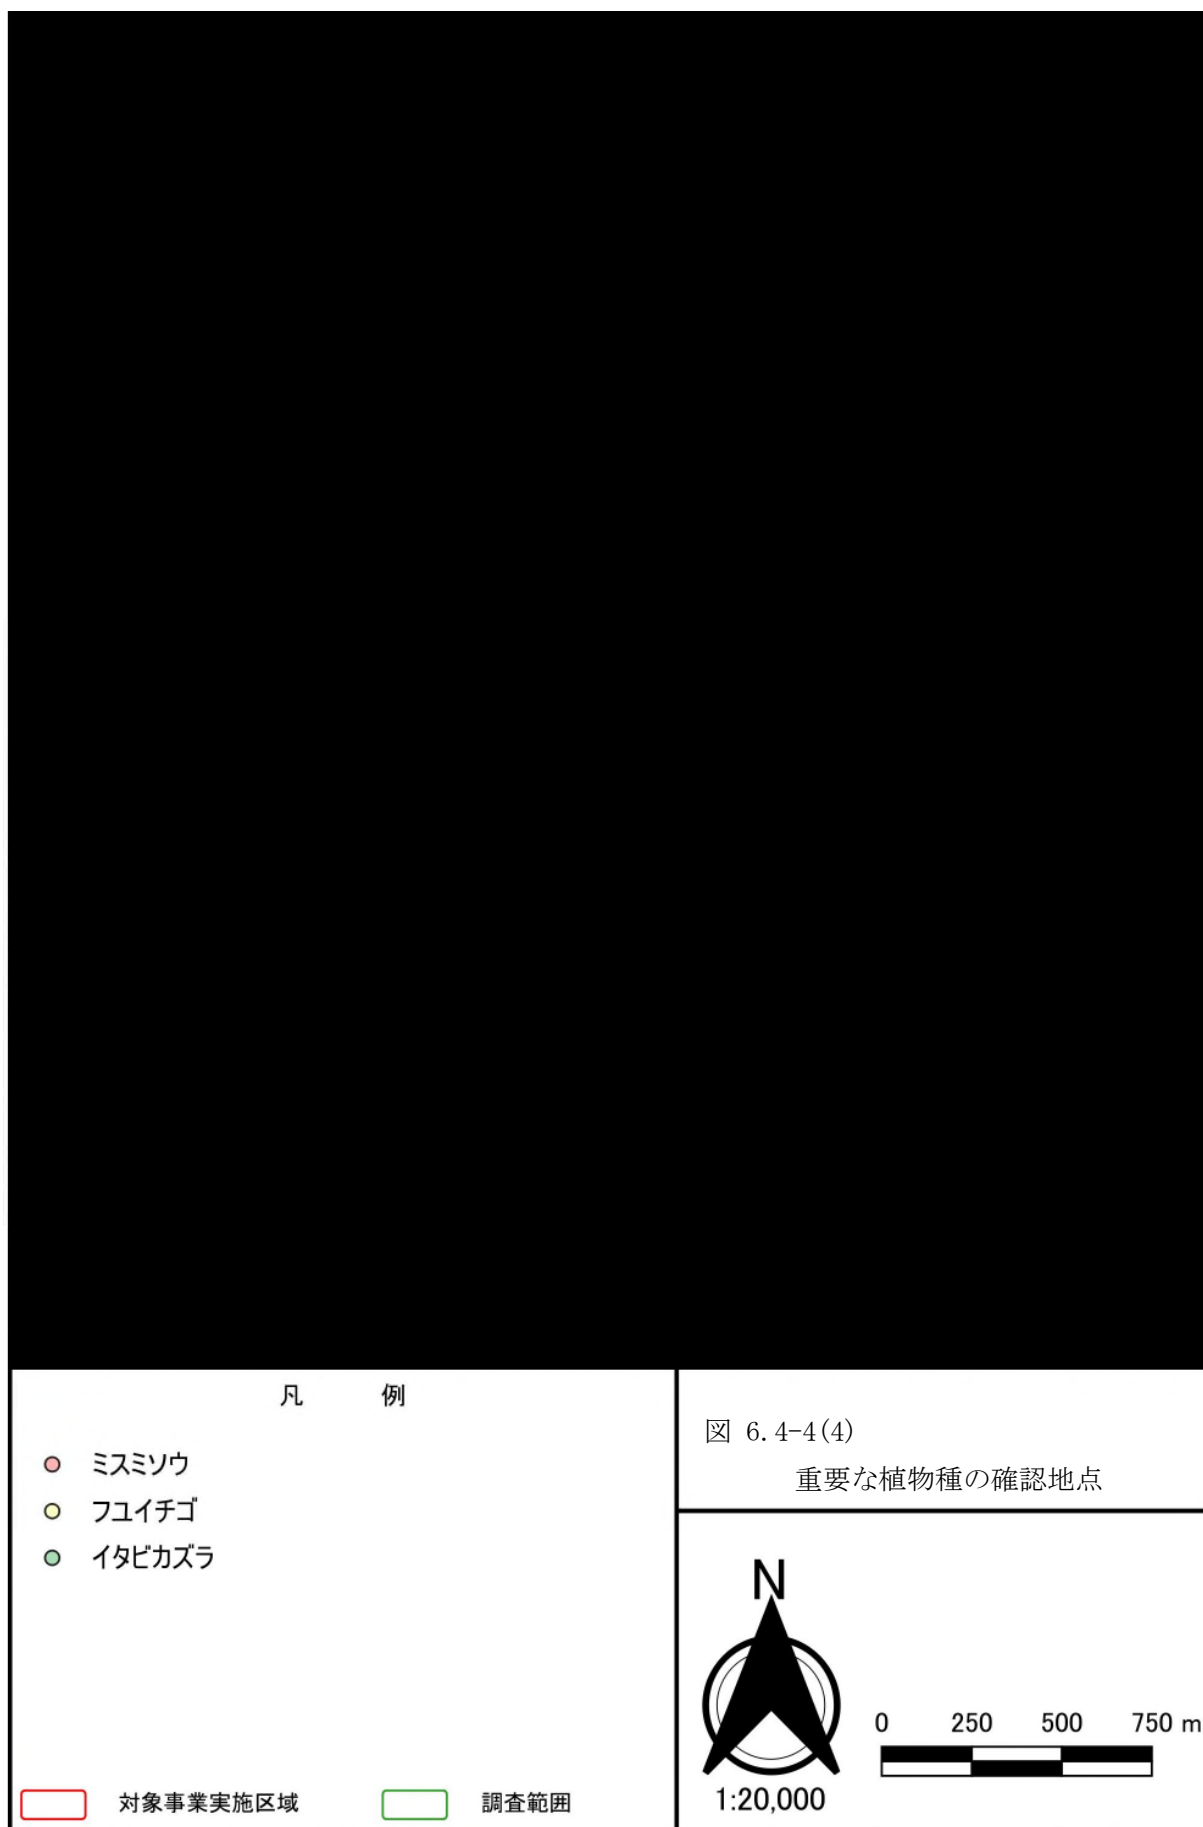 凡 例
ミスミソウ
フユイチゴ
イタビカズラ
対象事業実施区域 調査範囲
図 6.4-4(4)
重要な植物種の確認地点
N
0 250 500 750 m
1:20,000